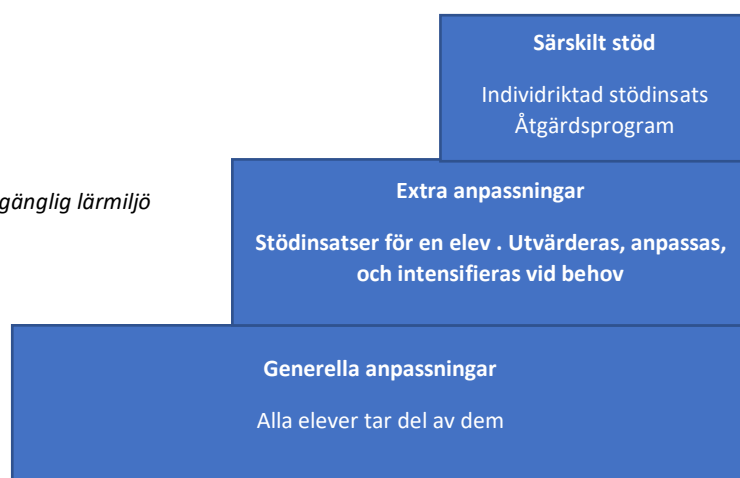 Särskilt stöd
Individriktad stödinsats
Åtgärdsprogram
gänglig lärmiljö
Extra anpassningar
Stödinsatser för en elev . Utvärderas, anpassas,
och intensifieras vid behov
Generella anpassningar
Alla elever tar del av dem